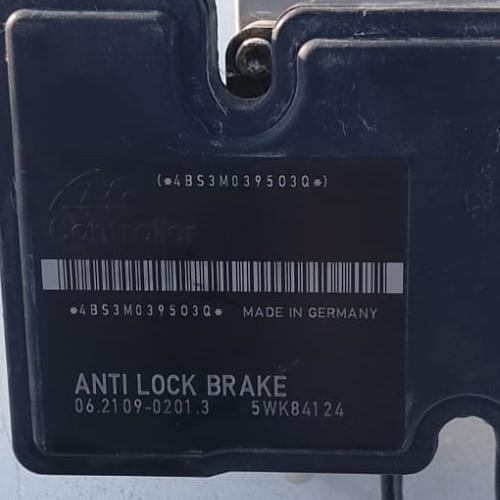 (*4BS3M039503Q*)
Controller
*4BS3M039503Q* MADE IN GERMANY
ANTI LOCK BRAKE
06.2109-0201.3 5WK84124